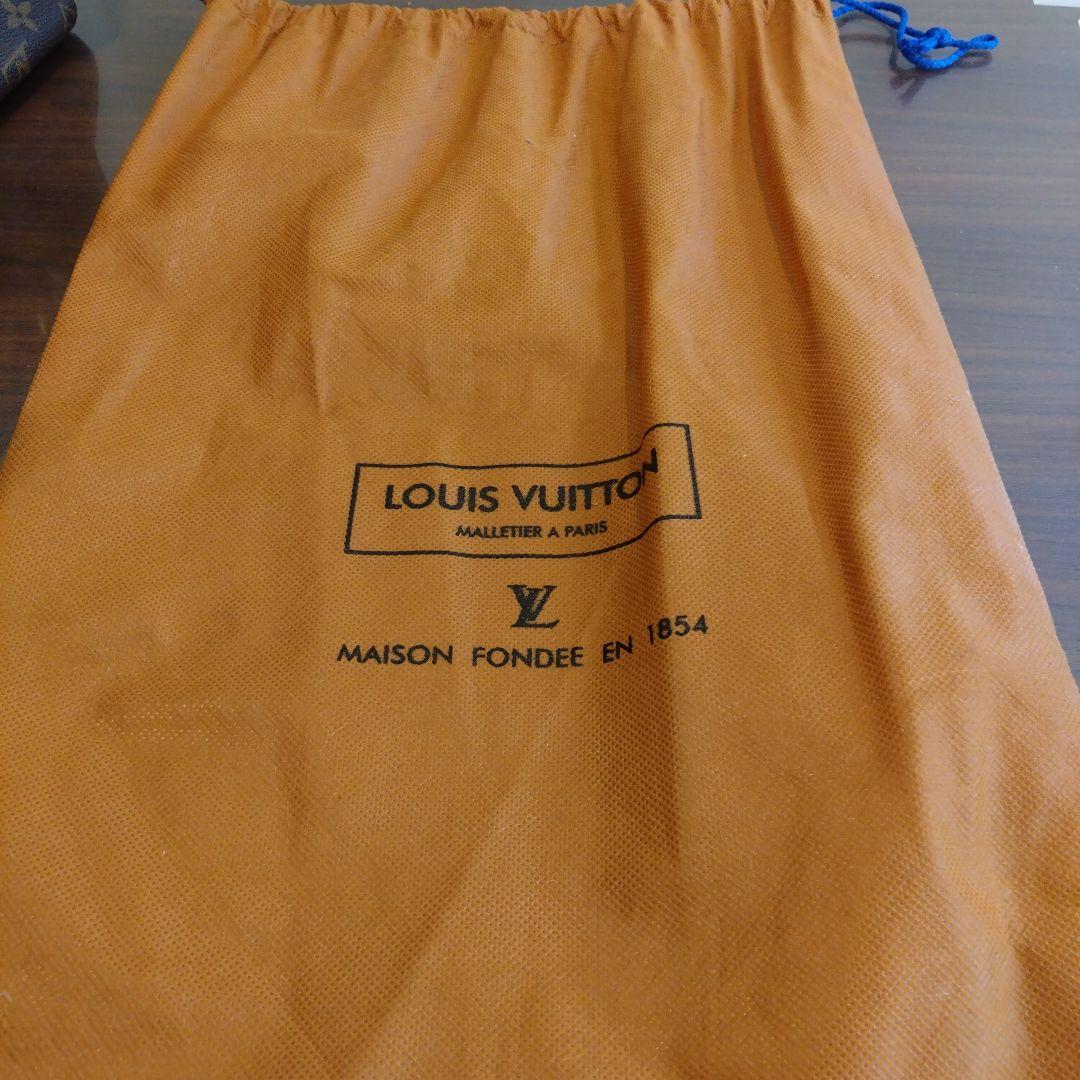 LOUIS VUITTON
MALLETIER A PARIS
LV
MAISON FONDEE EN 1854